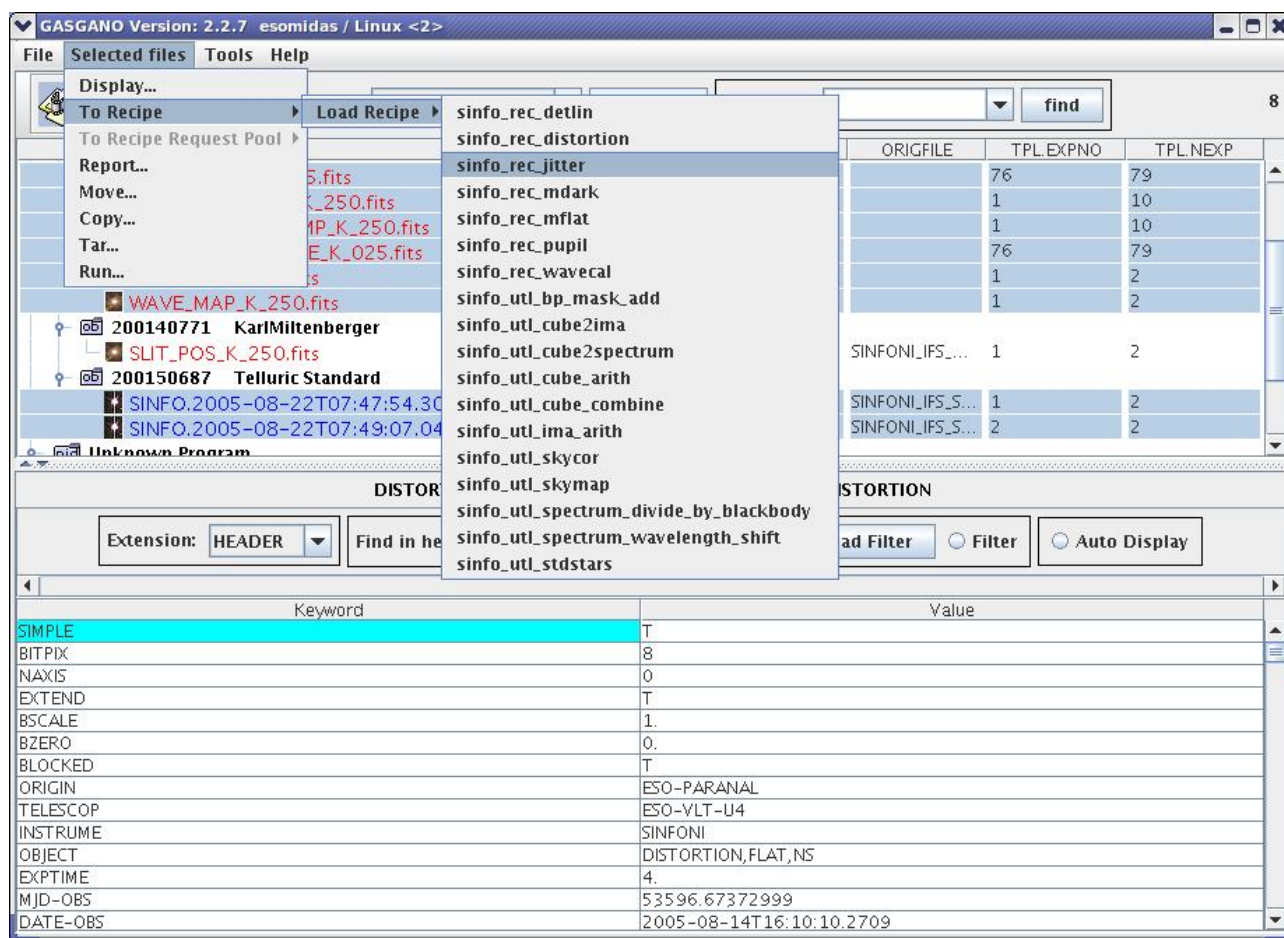 GASGANO Version: 2.2.7 esomidas / Linux <2>
File Selected files Tools Help
Display...
To Recipe
To Recipe Request Pool
Report...
Move...
Copy...
Tar...
Run...
Load Recipe
sinfo_rec_detlin
sinfo_rec_distortion
sinfo_rec_jitter
sinfo_rec_mdark
sinfo_rec_mflat
sinfo_rec_pupil
sinfo_rec_wavecal
sinfo_utl_bp_mask_add
sinfo_utl_cube2ima
sinfo_utl_cube2spectrum
sinfo_utl_cube_arith
sinfo_utl_cube_combine
sinfo_utl_ima_arith
sinfo_utl_skycor
sinfo_utl_skymap
sinfo_utl_spectrum_divide_by_blackbody
sinfo_utl_spectrum_wavelength_shift
sinfo_utl_stdstars
find 8
ORIGFILE TPL.EXPNO TPL.NEXP
5.fits 76 79
K_250.fits 1 10
MP_K_250.fits 1 10
E_K_025.fits 76 79
ts 1 2
WAVE_MAP_K_250.fits 1 2
200140771 KarlMiltenberger
SLIT_POS_K_250.fits SINFONI_IFS_... 1 2
200150687 Telluric Standard
SINFO.2005-08-22T07:47:54.30 SINFONI_IFS_S... 1 2
SINFO.2005-08-22T07:49:07.04 SINFONI_IFS_S... 2 2
Unknown Program
DISTOR ISTORTION
Extension: HEADER Find in he ad Filter Filter Auto Display
Keyword Value
SIMPLE T
BITPIX 8
NAXIS 0
EXTEND T
BSCALE 1.
BZERO 0.
BLOCKED T
ORIGIN ESO-PARANAL
TELESCOP ESO-VLT-U4
INSTRUME SINFONI
OBJECT DISTORTION,FLAT,NS
EXPTIME 4.
MJD-OBS 53596.67372999
DATE-OBS 2005-08-14T16:10:10.2709